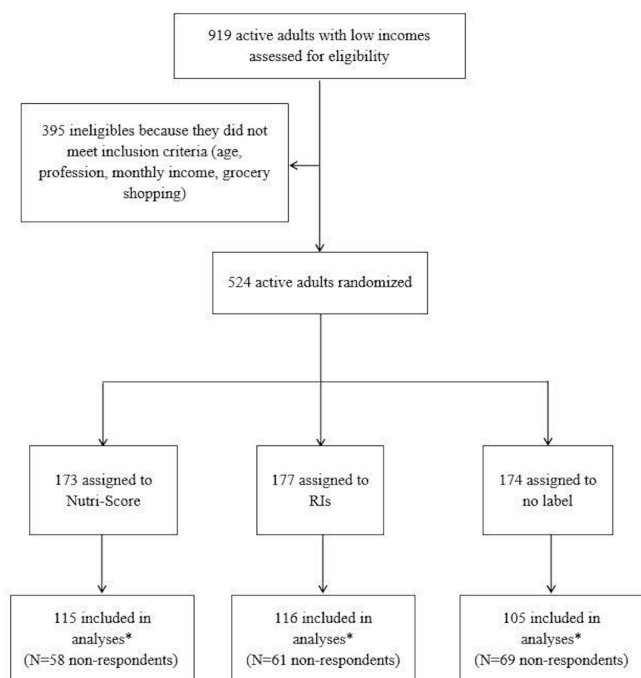 919 active adults with low incomes
assessed for eligibility
395 ineligibles because they did not
meet inclusion criteria (age,
profession, monthly income, grocery
shopping)
524 active adults randomized
173 assigned to
Nutri-Score
177 assigned to
RIs
174 assigned to
no label
115 included in
analyses*
(N=58 non-respondents)
116 included in
analyses*
(N=61 non-respondents)
105 included in
analyses*
(N=69 non-respondents)